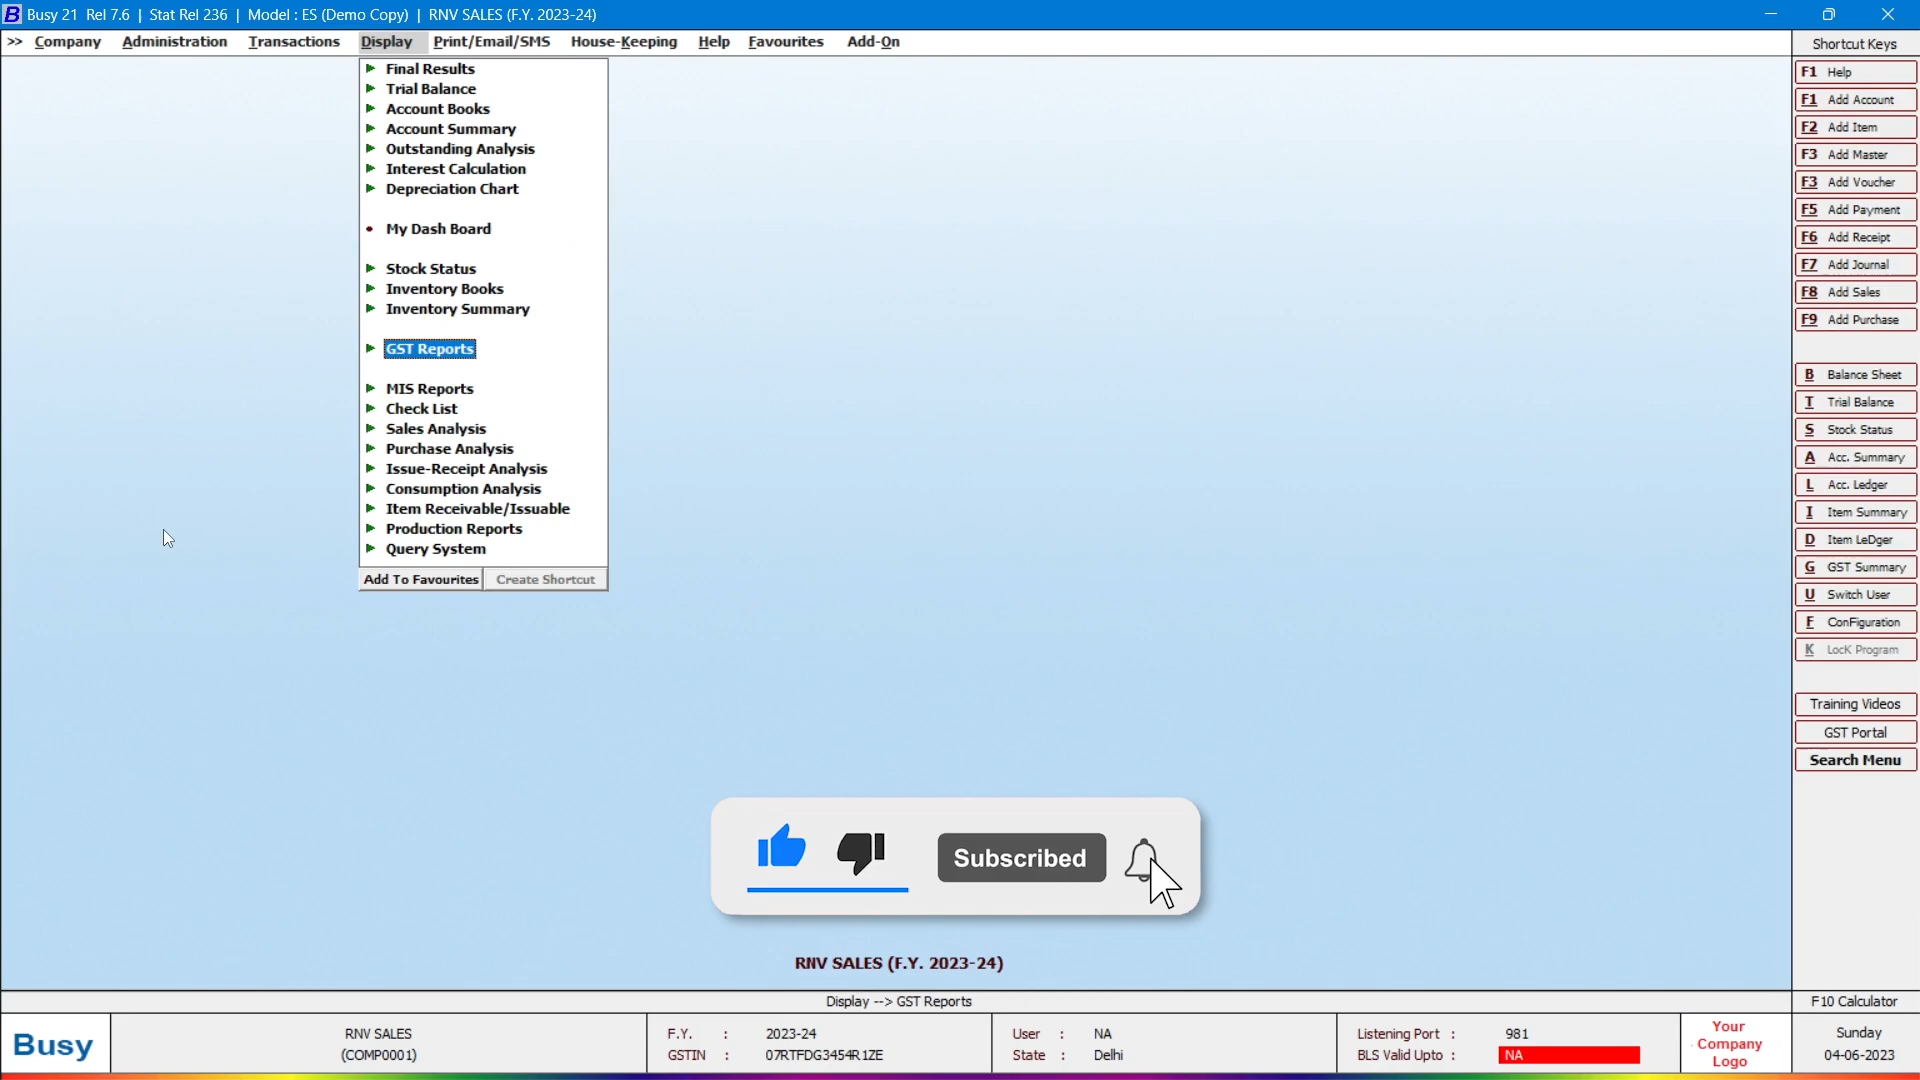 Busy 21 Rel 7.6 | Stat Rel 236 | Model : ES (Demo Copy) | RNV SALES (F.Y. 2023-24)
>> Company Administration Transactions Display Print/Email/SMS House-Keeping Help Favourites Add-On
Final Results
Trial Balance
Account Books
Account Summary
Outstanding Analysis
Interest Calculation
Depreciation Chart
My Dash Board
Stock Status
Inventory Books
Inventory Summary
GST Reports
MIS Reports
Check List
Sales Analysis
Purchase Analysis
Issue-Receipt Analysis
Consumption Analysis
Item Receivable/Issuable
Production Reports
Query System
Add To Favourites Create Shortcut
Shortcut Keys
F1 Help
F1 Add Account
F2 Add Item
F3 Add Master
F3 Add Voucher
F5 Add Payment
F6 Add Receipt
F7 Add Journal
F8 Add Sales
F9 Add Purchase
B Balance Sheet
T Trial Balance
S Stock Status
A Acc. Summary
L Acc. Ledger
I Item Summary
D Item LeDger
G GST Summary
U Switch User
F ConFiguration
K LocK Program
Training Videos
GST Portal
Search Menu
Subscribed
RNV SALES (F.Y. 2023-24)
Display --> GST Reports
F10 Calculator
Busy
RNV SALES
(COMP0001)
F.Y. : 2023-24
GSTIN : 07RTFDG3454R1ZE
User : NA
State : Delhi
Listening Port : 981
BLS Valid Upto : NA
Your
Company
Logo
Sunday
04-06-2023